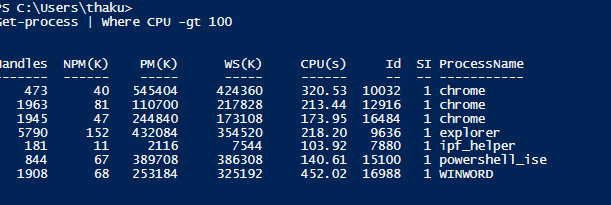 PS C:\Users\thaku>
Get-process | Where CPU -gt 100
Handles NPM(K) PM(K) WS(K) CPU(s) Id SI ProcessName
------- ------ ----- ----- ------ -- -- -----------
473 40 545404 424360 320.53 10032 1 chrome
1963 81 110700 217828 213.44 12916 1 chrome
1945 47 244840 173108 173.95 16484 1 chrome
5790 152 432084 354520 218.20 9636 1 explorer
181 11 2116 7544 103.92 7880 1 ipf_helper
844 67 389708 386308 140.61 15100 1 powershell_ise
1908 68 253184 325192 452.02 16988 1 WINWORD